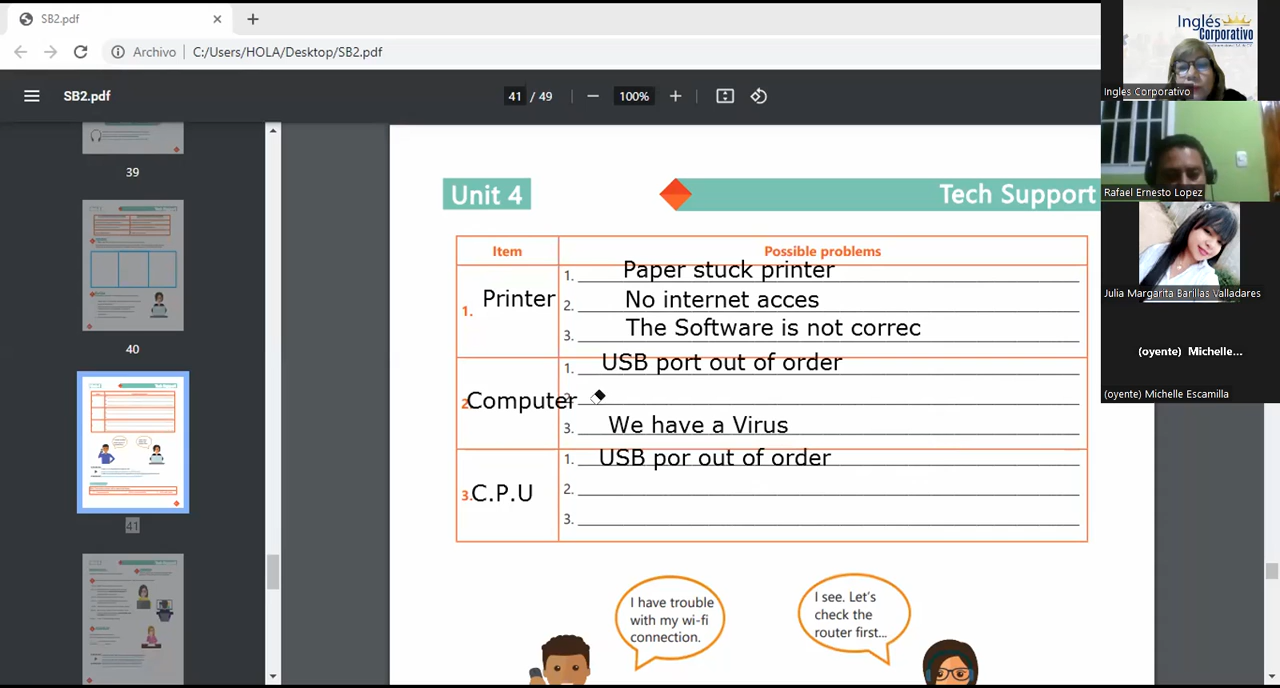 SB2.pdf
Archivo
C:/Users/HOLA/Desktop/SB2.pdf
SB2.pdf
41 / 49
100%
39
40
41
Unit 4
Tech Support
Item
Possible problems
1.
Printer
1. Paper stuck printer
2. No internet acces
3. The Software is not correc
2.
Computer
1. USB port out of order
2.
3. We have a Virus
3.
C.P.U
1. USB por out of order
2.
3.
I have trouble
with my wi-fi
connection.
I see. Let's
check the
router first...
Inglés
Corporativo
Ingles Corporativo
Rafael Ernesto Lopez
Julia Margarita Barillas Valladares
(oyente) Michelle...
(oyente) Michelle Escamilla